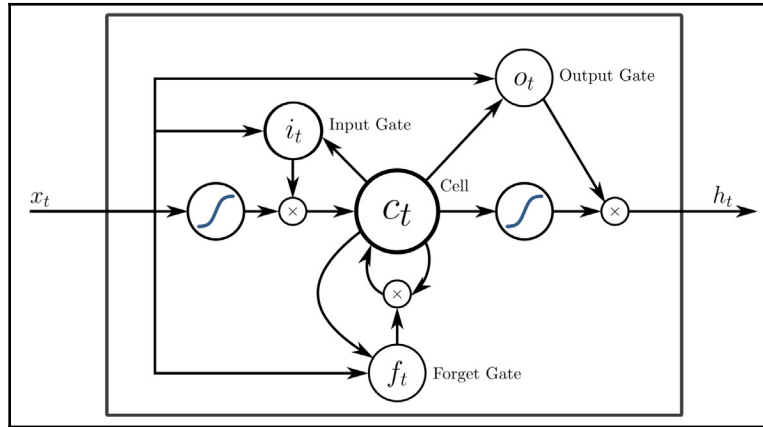 o_t Output Gate
i_t Input Gate
x_t
×
c_t Cell
×
h_t
×
f_t Forget Gate